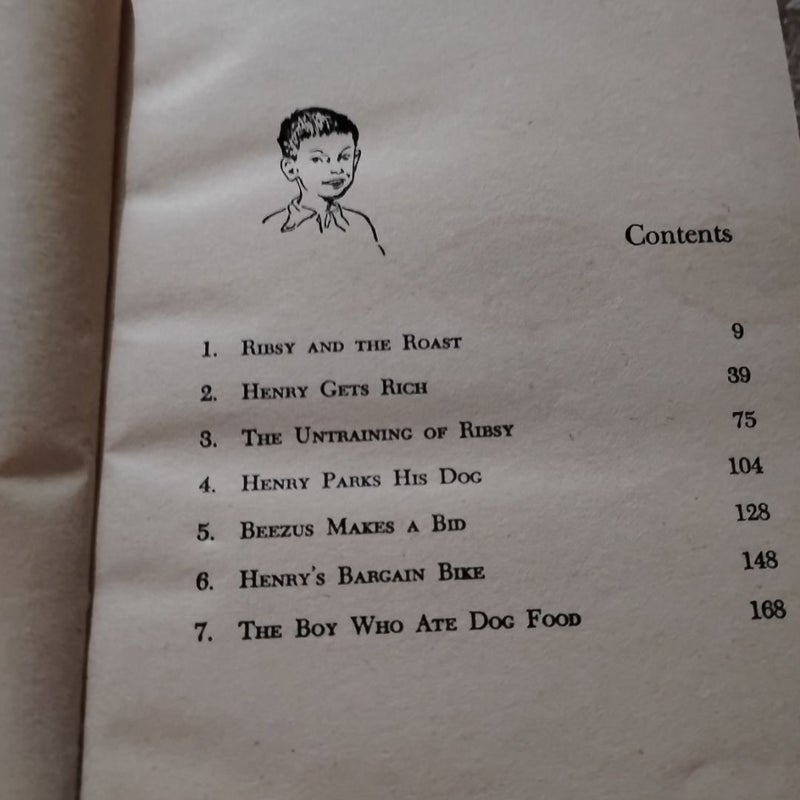 Contents
1. Ribsy and the Roast 9
2. Henry Gets Rich 39
3. The Untraining of Ribsy 75
4. Henry Parks His Dog 104
5. Beezus Makes a Bid 128
6. Henry's Bargain Bike 148
7. The Boy Who Ate Dog Food 168